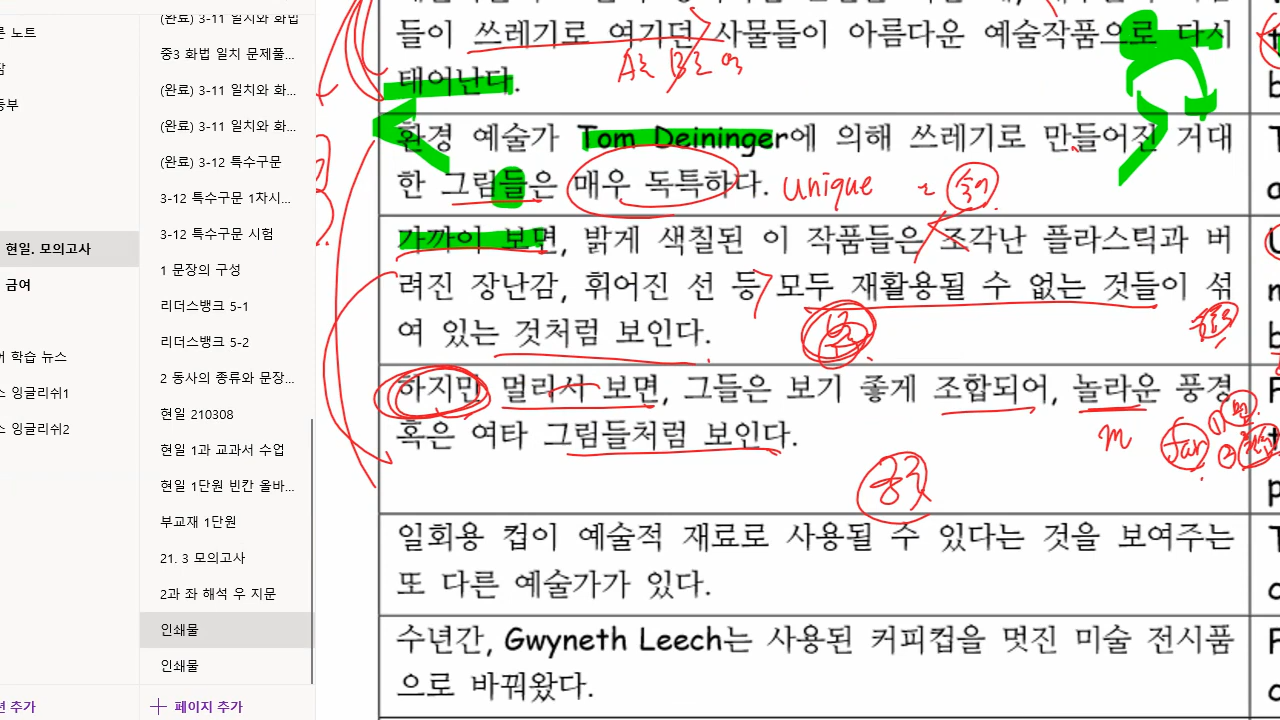 른 노트
동부
현일. 모의고사
금여
어 학습 뉴스
스 잉글리쉬1
스 잉글리쉬2
년 추가
(완료) 3-11 일치와 화법
중3 화법 일치 문제풀...
(완료) 3-11 일치와 화...
(완료) 3-11 일치와 화...
(완료) 3-12 특수구문
3-12 특수구문 1차시...
3-12 특수구문 시험
1 문장의 구성
리더스뱅크 5-1
리더스뱅크 5-2
2 동사의 종류와 문장...
현일 210308
현일 1과 교과서 수업
현일 1단원 빈칸 올바...
부교재 1단원
21. 3 모의고사
2과 좌 해석 우 지문
인쇄물
인쇄물
페이지 추가
들이 쓰레기로 여기던 사물들이 아름다운 예술작품으로 다시
태어난다.
환경 예술가 Tom Deininger에 의해 쓰레기로 만들어진 거대
한 그림들은 매우 독특하다. unique
가까이 보면, 밝게 색칠된 이 작품들은 조각난 플라스틱과 버
려진 장난감, 휘어진 선 등 모두 재활용될 수 없는 것들이 섞
여 있는 것처럼 보인다.
하지만 멀리서 보면, 그들은 보기 좋게 조합되어, 놀라운 풍경
혹은 여타 그림들처럼 보인다.
m far
일회용 컵이 예술적 재료로 사용될 수 있다는 것을 보여주는
또 다른 예술가가 있다.
수년간, Gwyneth Leech는 사용된 커피컵을 멋진 미술 전시품
으로 바꿔왔다.